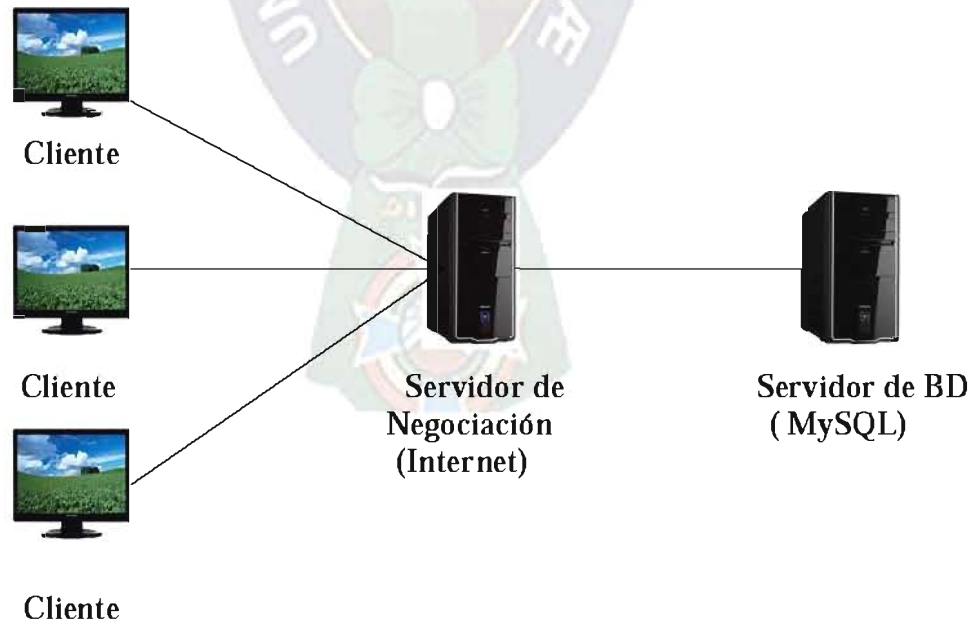 Cliente
Cliente
Servidor de
Negociación
(Internet)
Servidor de BD
( MySQL)
Cliente